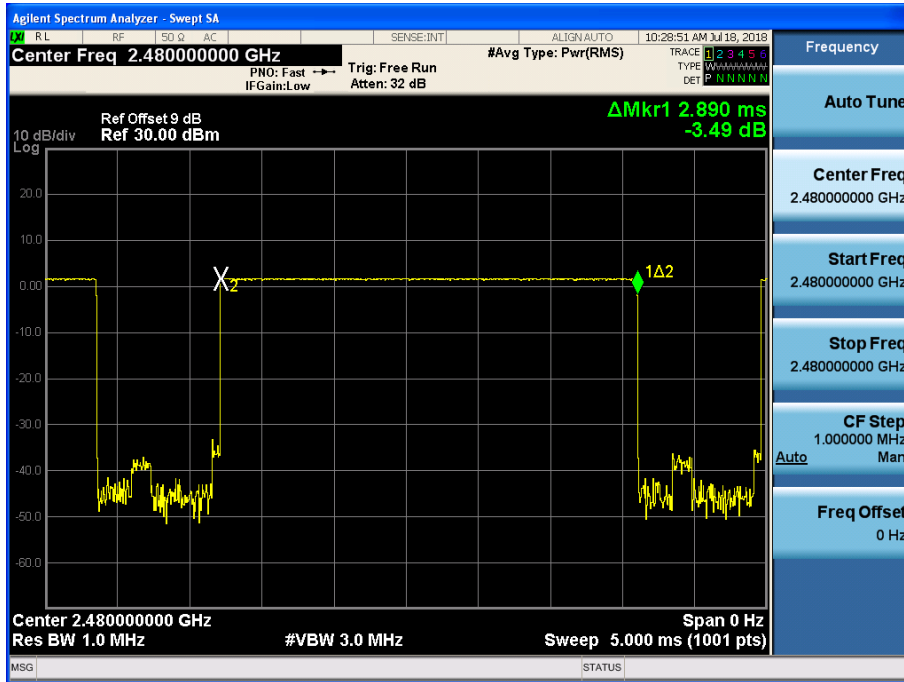 Agilent Spectrum Analyzer - Swept SA
LXI RL RF 50 Ω AC SENSE:INT ALIGN AUTO 10:28:51 AM Jul 18, 2018
Center Freq 2.480000000 GHz
PNO: Fast
IFGain:Low
Trig: Free Run
Atten: 32 dB
#Avg Type: Pwr(RMS)
TRACE 1 2 3 4 5 6
TYPE WWWWWW
DET P N N N N N
ΔMkr1 2.890 ms
-3.49 dB
10 dB/div
Log
Ref Offset 9 dB
Ref 30.00 dBm
20.0
10.0
0.00
-10.0
-20.0
-30.0
-40.0
-50.0
-60.0
X2
1Δ2
Center 2.480000000 GHz
Span 0 Hz
Res BW 1.0 MHz
#VBW 3.0 MHz
Sweep 5.000 ms (1001 pts)
MSG
STATUS
Frequency
Auto Tune
Center Freq
2.480000000 GHz
Start Freq
2.480000000 GHz
Stop Freq
2.480000000 GHz
CF Step
1.000000 MHz
Auto Man
Freq Offset
0 Hz